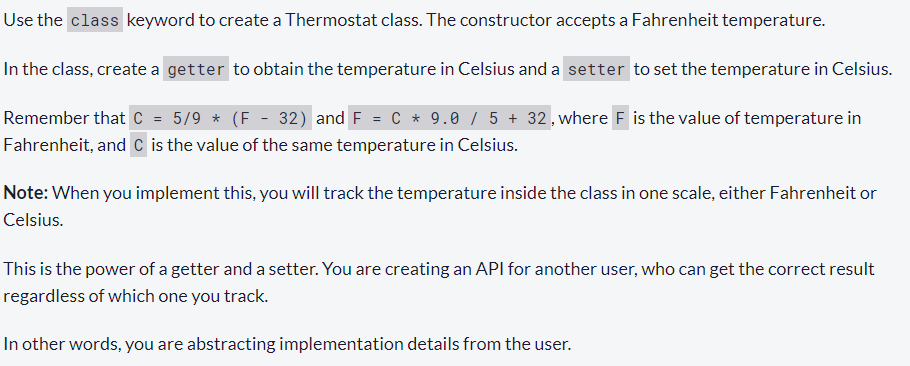 Use the class keyword to create a Thermostat class. The constructor accepts a Fahrenheit temperature.
In the class, create a getter to obtain the temperature in Celsius and a setter to set the temperature in Celsius.
Remember that C = 5/9 * (F - 32) and F = C * 9.0 / 5 + 32, where F is the value of temperature in
Fahrenheit, and C is the value of the same temperature in Celsius.
Note: When you implement this, you will track the temperature inside the class in one scale, either Fahrenheit or
Celsius.
This is the power of a getter and a setter. You are creating an API for another user, who can get the correct result
regardless of which one you track.
In other words, you are abstracting implementation details from the user.